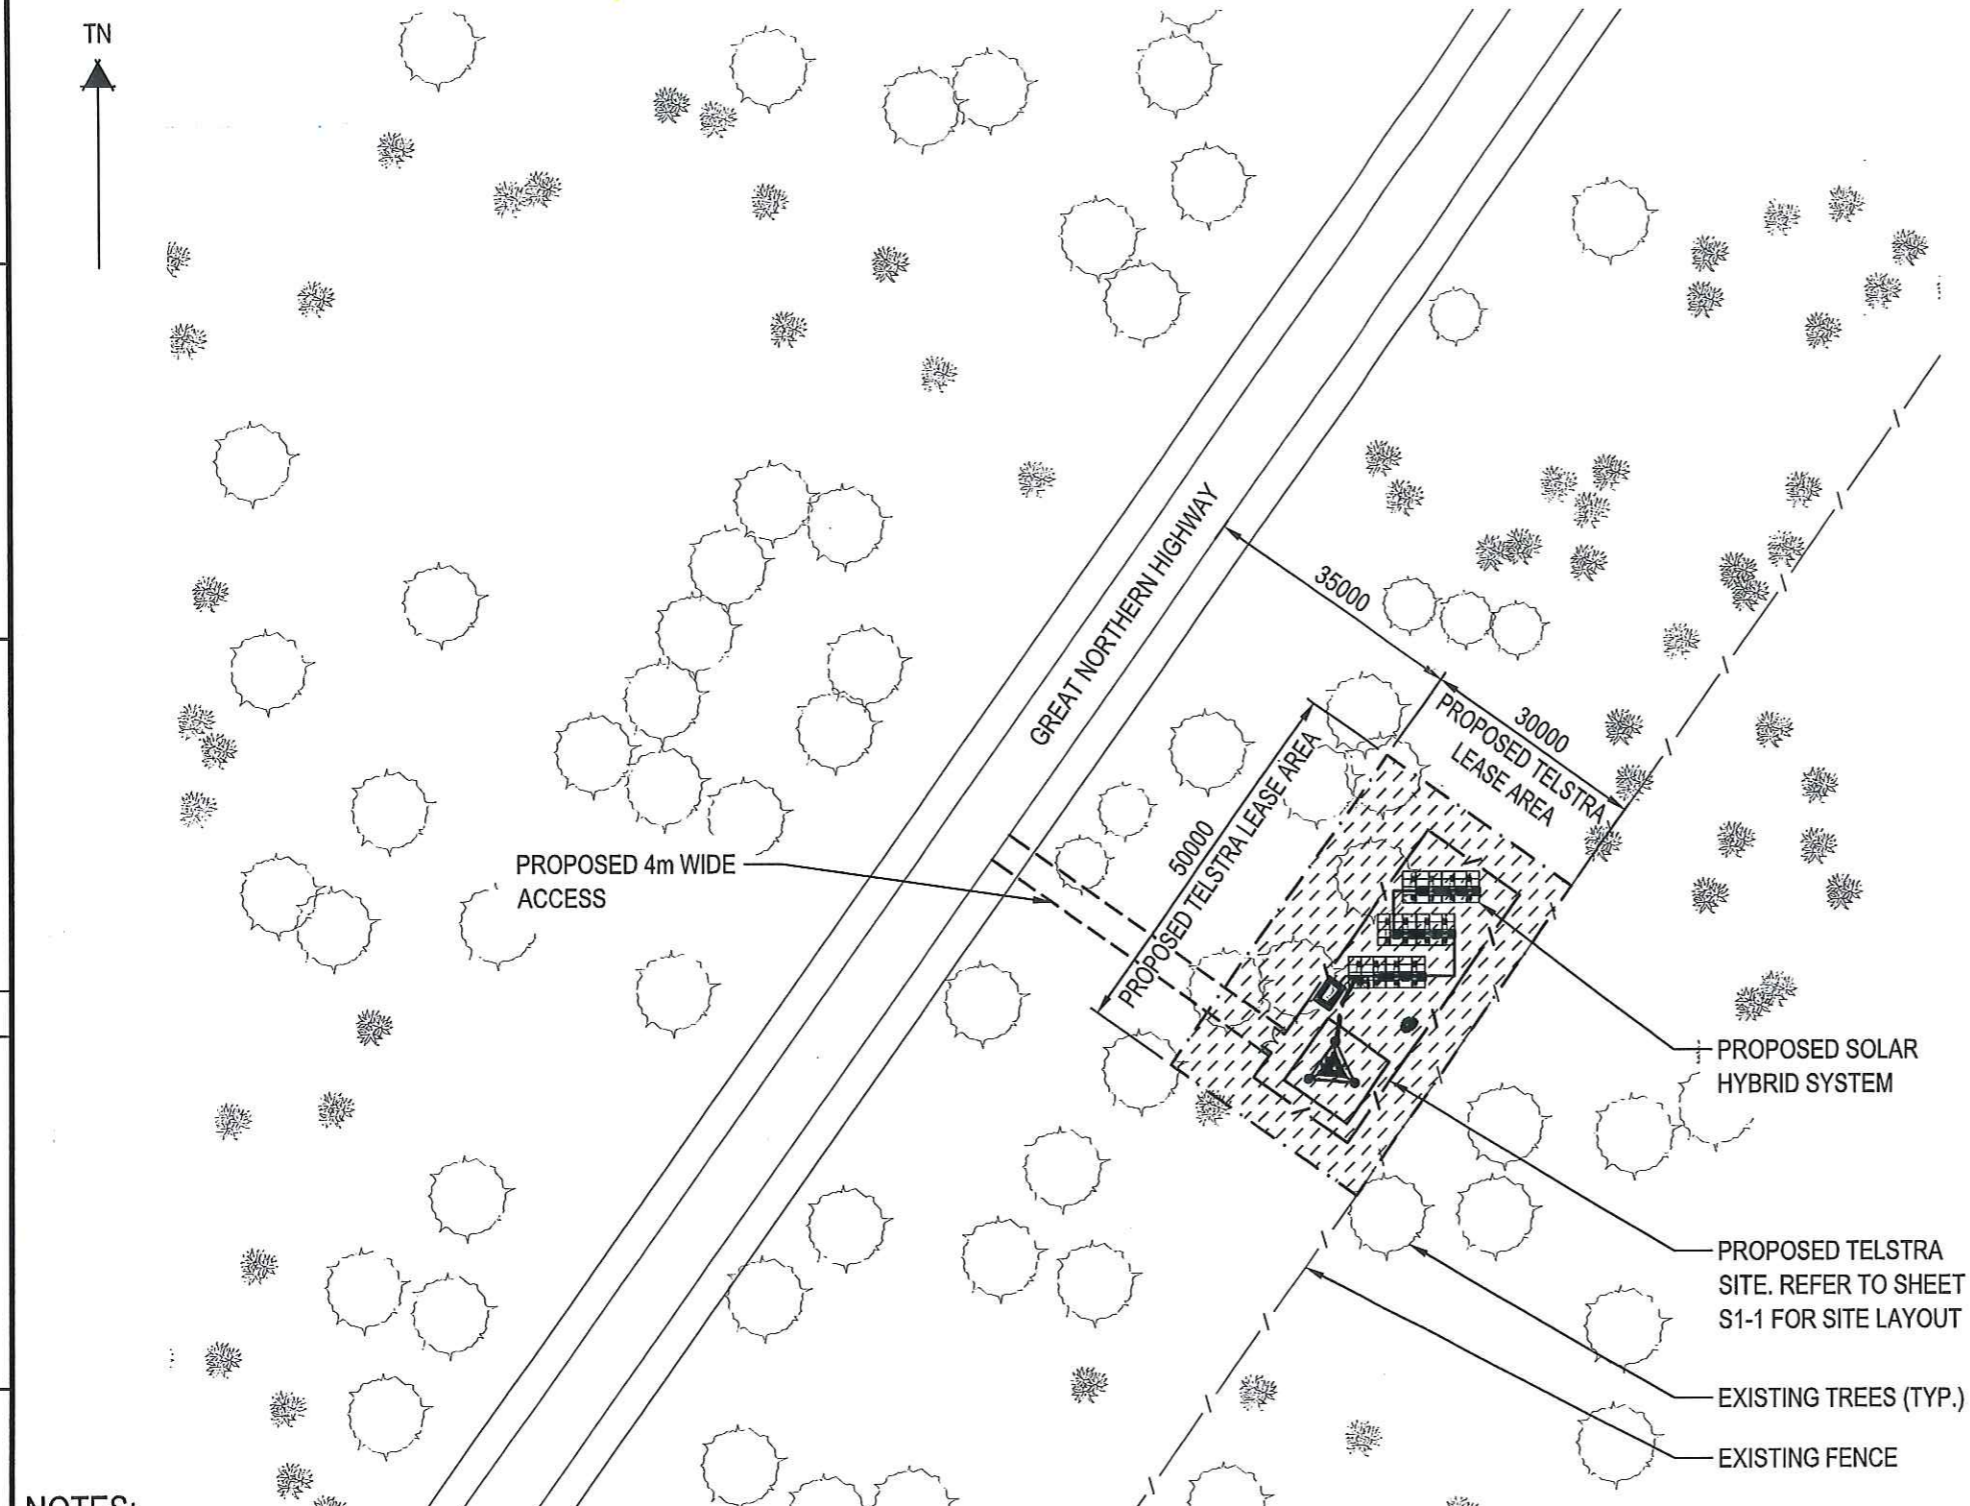 TN
GREAT NORTHERN HIGHWAY
35000
30000
PROPOSED TELSTRA
LEASE AREA
50000
PROPOSED TELSTRA LEASE AREA
PROPOSED 4m WIDE
ACCESS
PROPOSED SOLAR
HYBRID SYSTEM
PROPOSED TELSTRA
SITE. REFER TO SHEET
S1-1 FOR SITE LAYOUT
EXISTING TREES (TYP.)
EXISTING FENCE
NOTES: